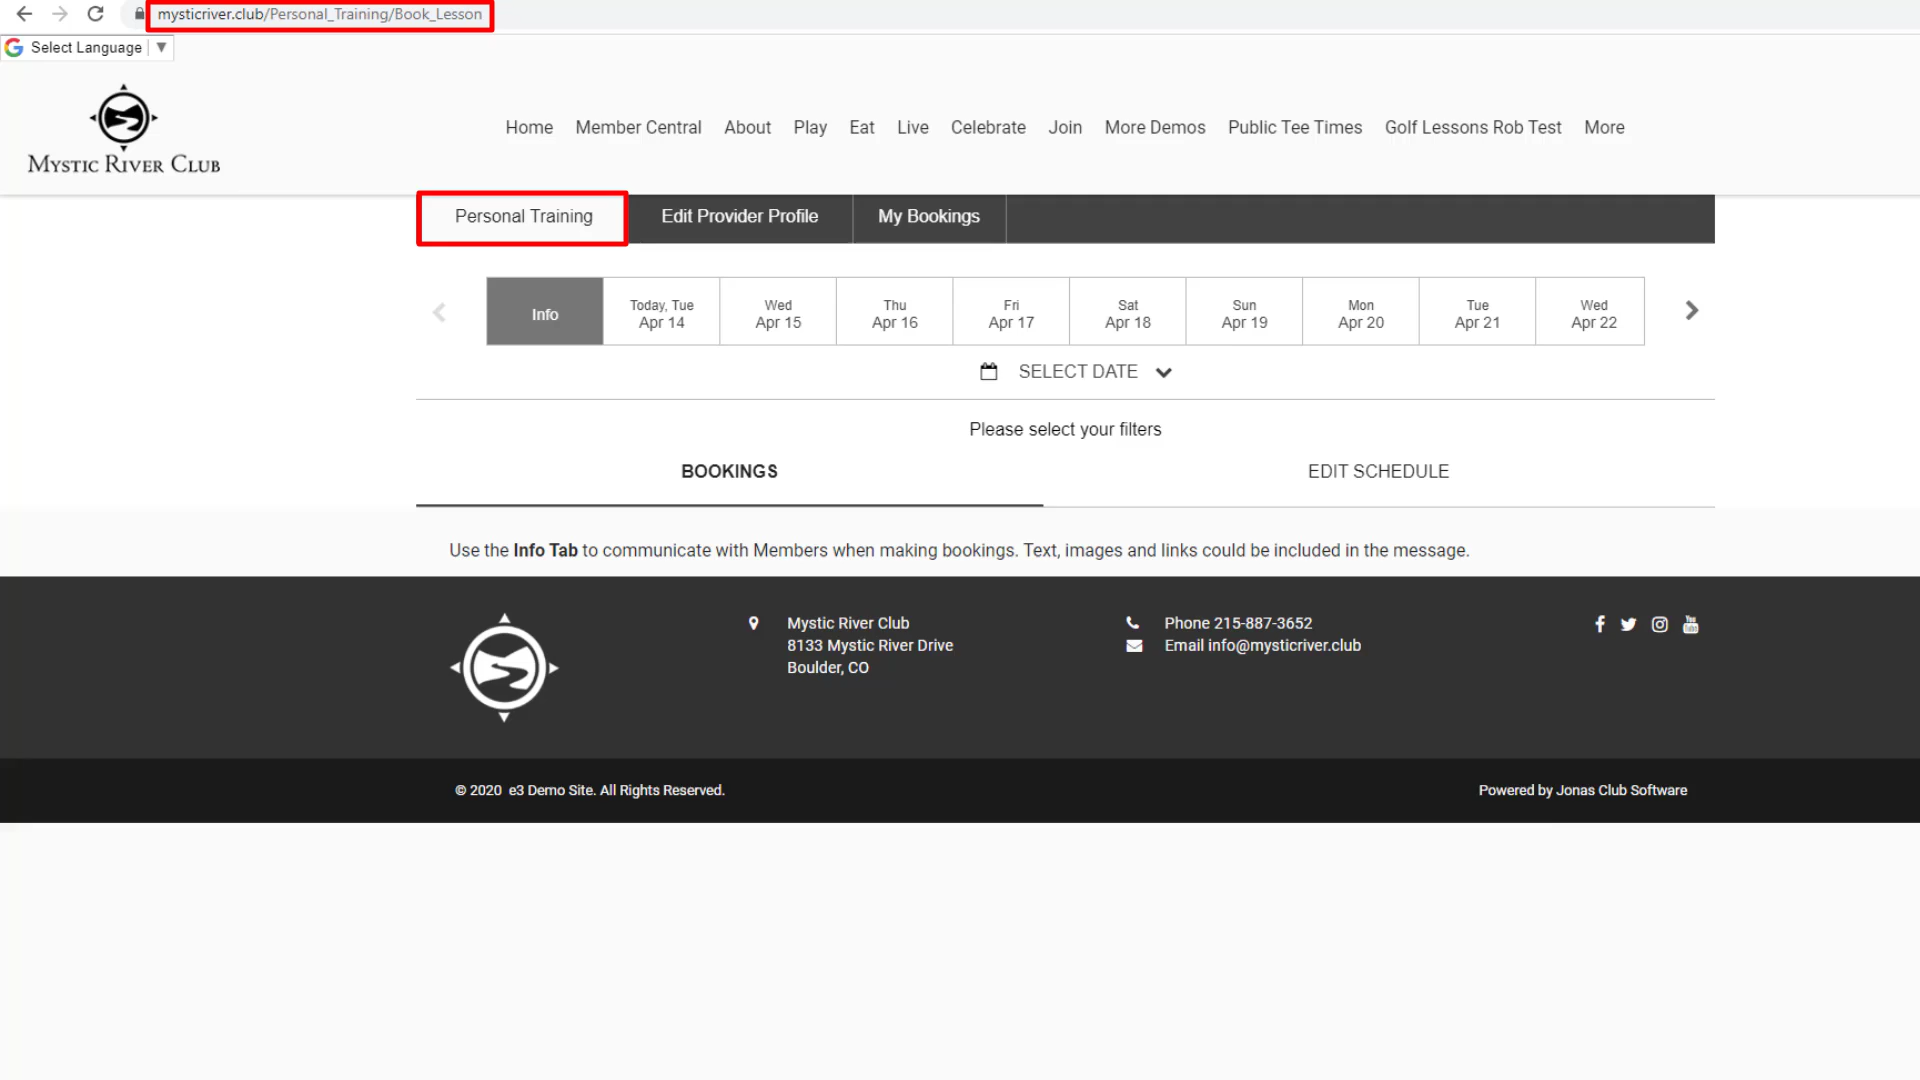 mysticriver.club/Personal_Training/Book_Lesson
Select Language ▼
MYSTIC RIVER CLUB
Home Member Central About Play Eat Live Celebrate Join More Demos Public Tee Times Golf Lessons Rob Test More
Personal Training Edit Provider Profile My Bookings
Info
Today, Tue
Apr 14
Wed
Apr 15
Thu
Apr 16
Fri
Apr 17
Sat
Apr 18
Sun
Apr 19
Mon
Apr 20
Tue
Apr 21
Wed
Apr 22
SELECT DATE
Please select your filters
BOOKINGS EDIT SCHEDULE
Use the Info Tab to communicate with Members when making bookings. Text, images and links could be included in the message.
Mystic River Club
8133 Mystic River Drive
Boulder, CO
Phone 215-887-3652
Email info@mysticriver.club
You Tube
© 2020 e3 Demo Site. All Rights Reserved.
Powered by Jonas Club Software